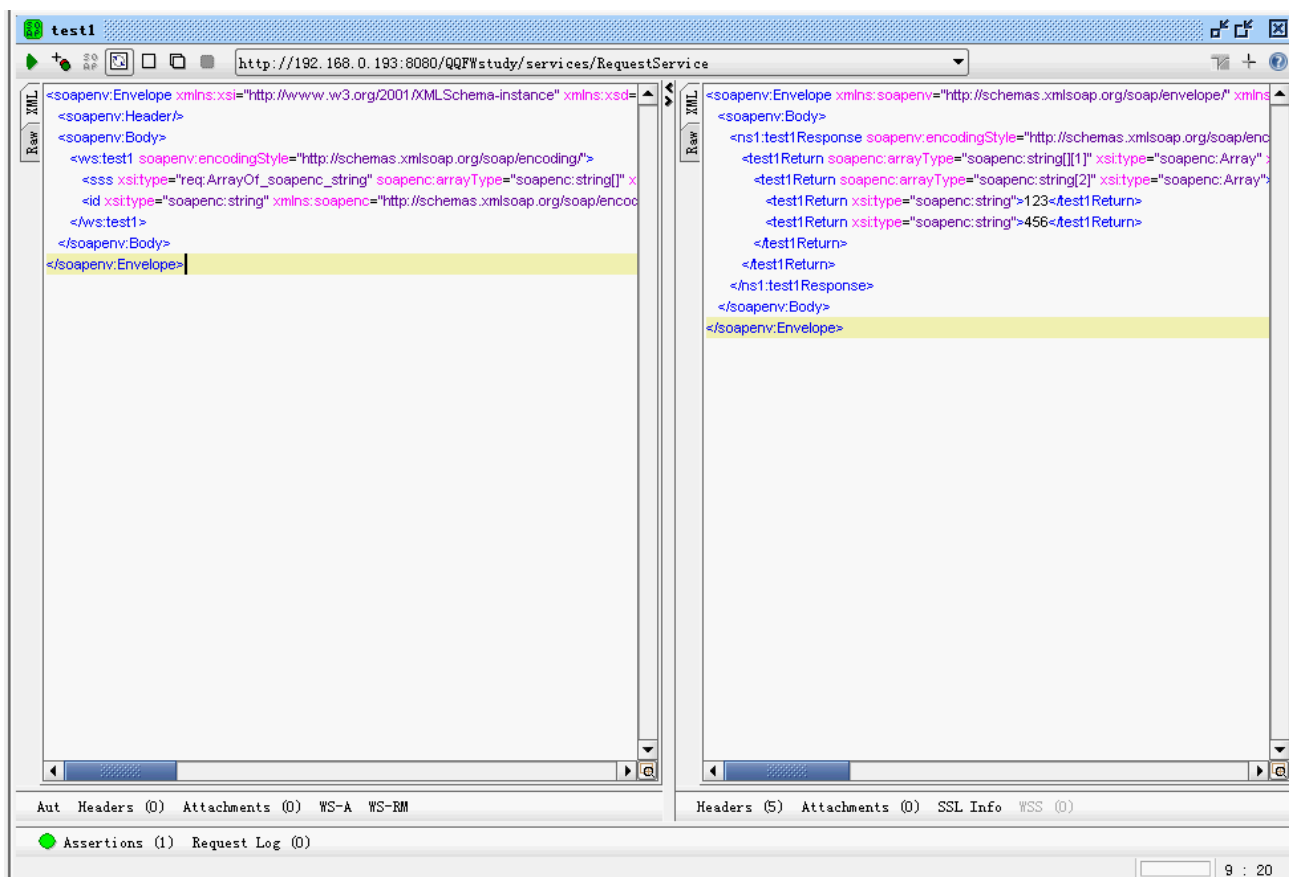 test1
http://192.168.0.193:8080/QQFWstudy/services/RequestService
XML
Raw
<soapenv:Envelope xmlns:xsi="http://www.w3.org/2001/XMLSchema-instance" xmlns:xsd=
<soapenv:Header/>
<soapenv:Body>
<ws:test1 soapenv:encodingStyle="http://schemas.xmlsoap.org/soap/encoding/">
<sss xsi:type="req:ArrayOf_soapenc_string" soapenc:arrayType="soapenc:string[]" x
<id xsi:type="soapenc:string" xmlns:soapenc="http://schemas.xmlsoap.org/soap/encoc
</ws:test1>
</soapenv:Body>
</soapenv:Envelope>
XML
Raw
<soapenv:Envelope xmlns:soapenv="http://schemas.xmlsoap.org/soap/envelope/" xmlns
<soapenv:Body>
<ns1:test1Response soapenv:encodingStyle="http://schemas.xmlsoap.org/soap/enc
<test1Return soapenc:arrayType="soapenc:string[][1]" xsi:type="soapenc:Array"
<test1Return soapenc:arrayType="soapenc:string[2]" xsi:type="soapenc:Array">
<test1Return xsi:type="soapenc:string">123</test1Return>
<test1Return xsi:type="soapenc:string">456</test1Return>
</test1Return>
</test1Return>
</ns1:test1Response>
</soapenv:Body>
</soapenv:Envelope>
Aut Headers (0) Attachments (0) WS-A WS-RM
Headers (5) Attachments (0) SSL Info WSS (0)
Assertions (1) Request Log (0)
9 : 20